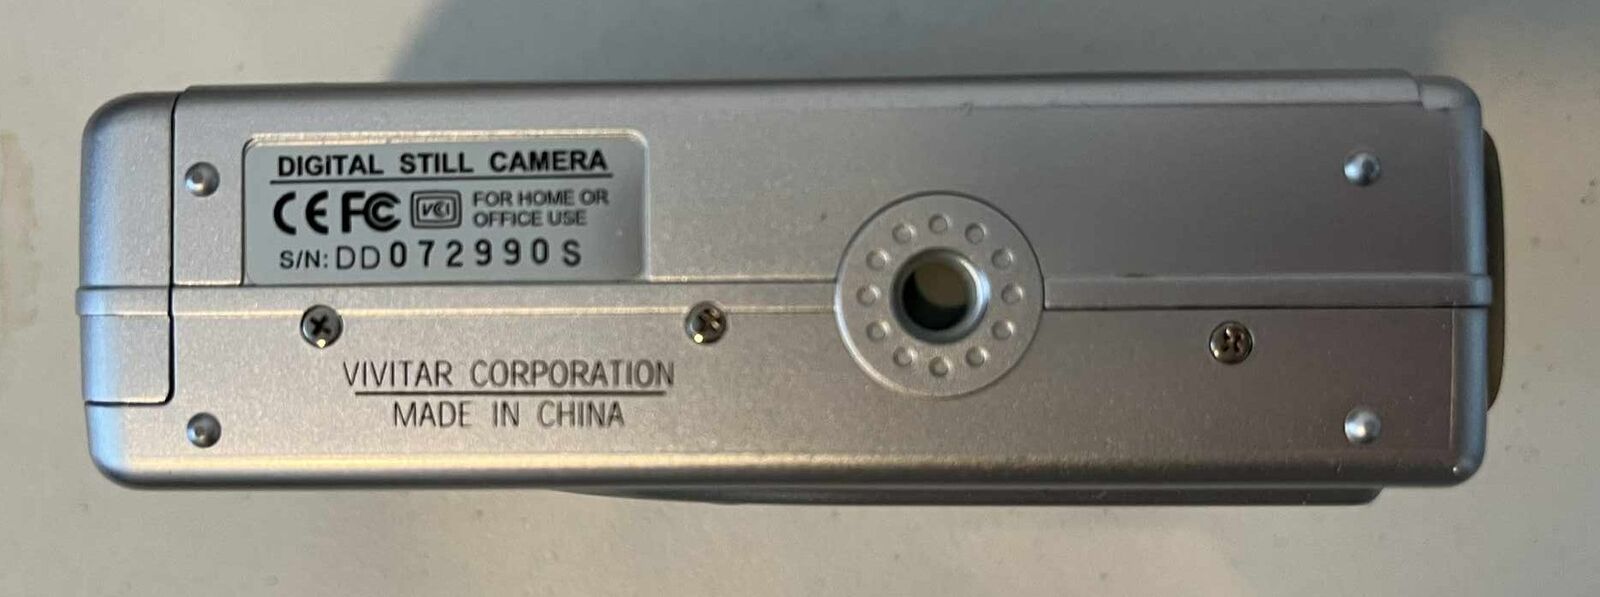 DIGITAL STILL CAMERA
CE FC VCI FOR HOME OR
OFFICE USE
S/N: DD072990S
VIVITAR CORPORATION
MADE IN CHINA